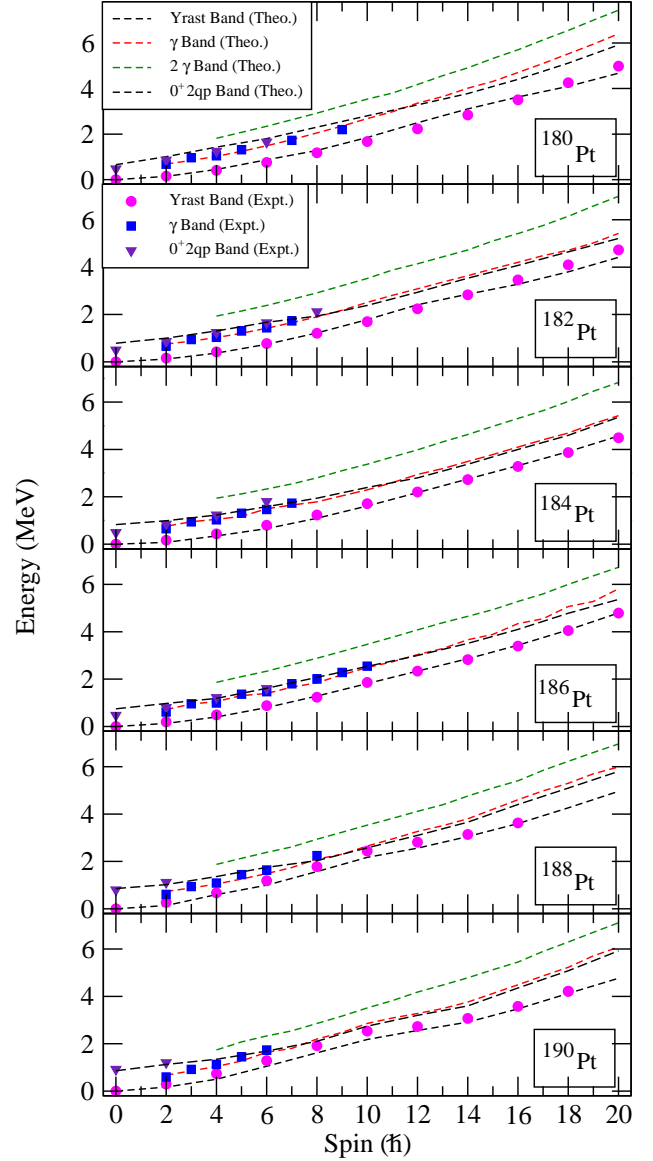 Yrast Band (Theo.)
γ Band (Theo.)
2 γ Band (Theo.)
0⁺2qp Band (Theo.)
6
4
2
0
¹⁸⁰Pt
Yrast Band (Expt.)
γ Band (Expt.)
0⁺2qp Band (Expt.)
6
4
2
0
¹⁸²Pt
6
4
2
0
¹⁸⁴Pt
Energy (MeV)
6
4
2
0
¹⁸⁶Pt
6
4
2
0
¹⁸⁸Pt
6
4
2
0
¹⁹⁰Pt
0 2 4 6 8 10 12 14 16 18 20
Spin (ℏ)